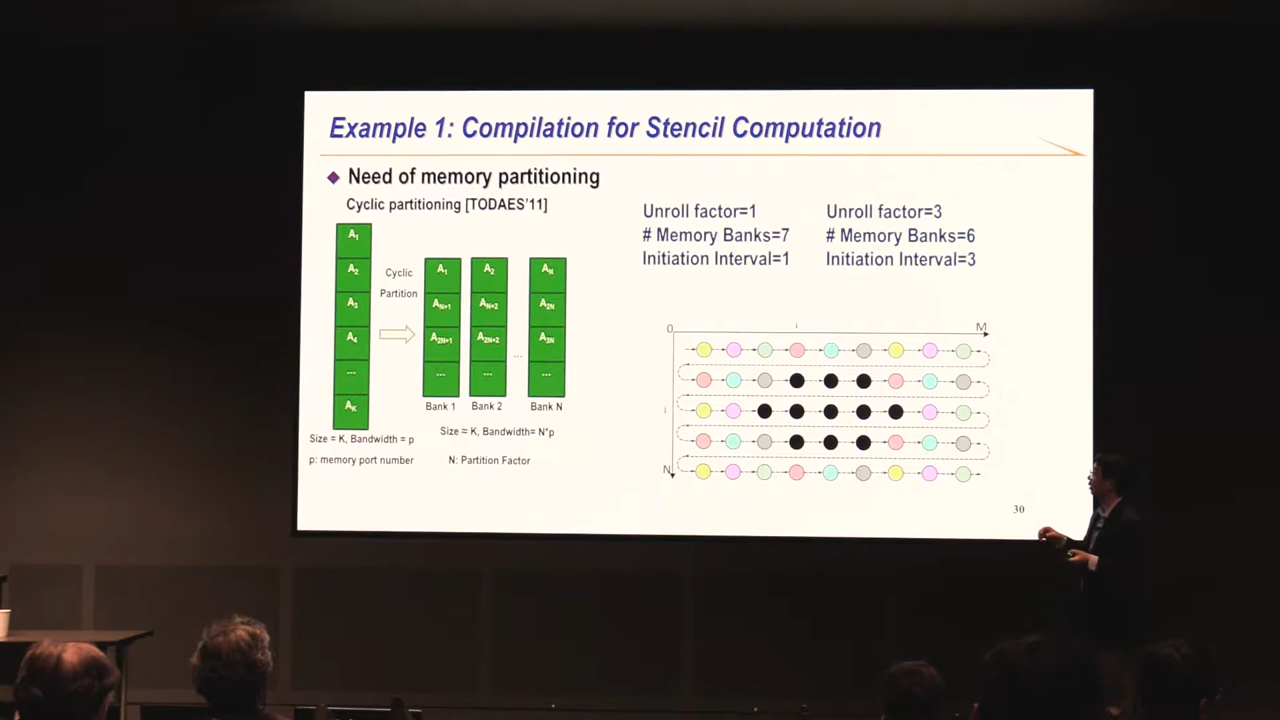 Example 1: Compilation for Stencil Computation
Need of memory partitioning
Cyclic partitioning [TODAES'11]
A1
A2
A3
A4
...
AK
Cyclic
Partition
A1
AN+1
A2N+1
...
Bank 1
A2
AN+2
A2N+2
...
Bank 2
...
AN
A2N
A3N
...
Bank N
Size = K, Bandwidth = p
p: memory port number
Size ≈ K, Bandwidth= N*p
N: Partition Factor
Unroll factor=1
# Memory Banks=7
Initiation Interval=1
Unroll factor=3
# Memory Banks=6
Initiation Interval=3
0
i
M
j
N
30